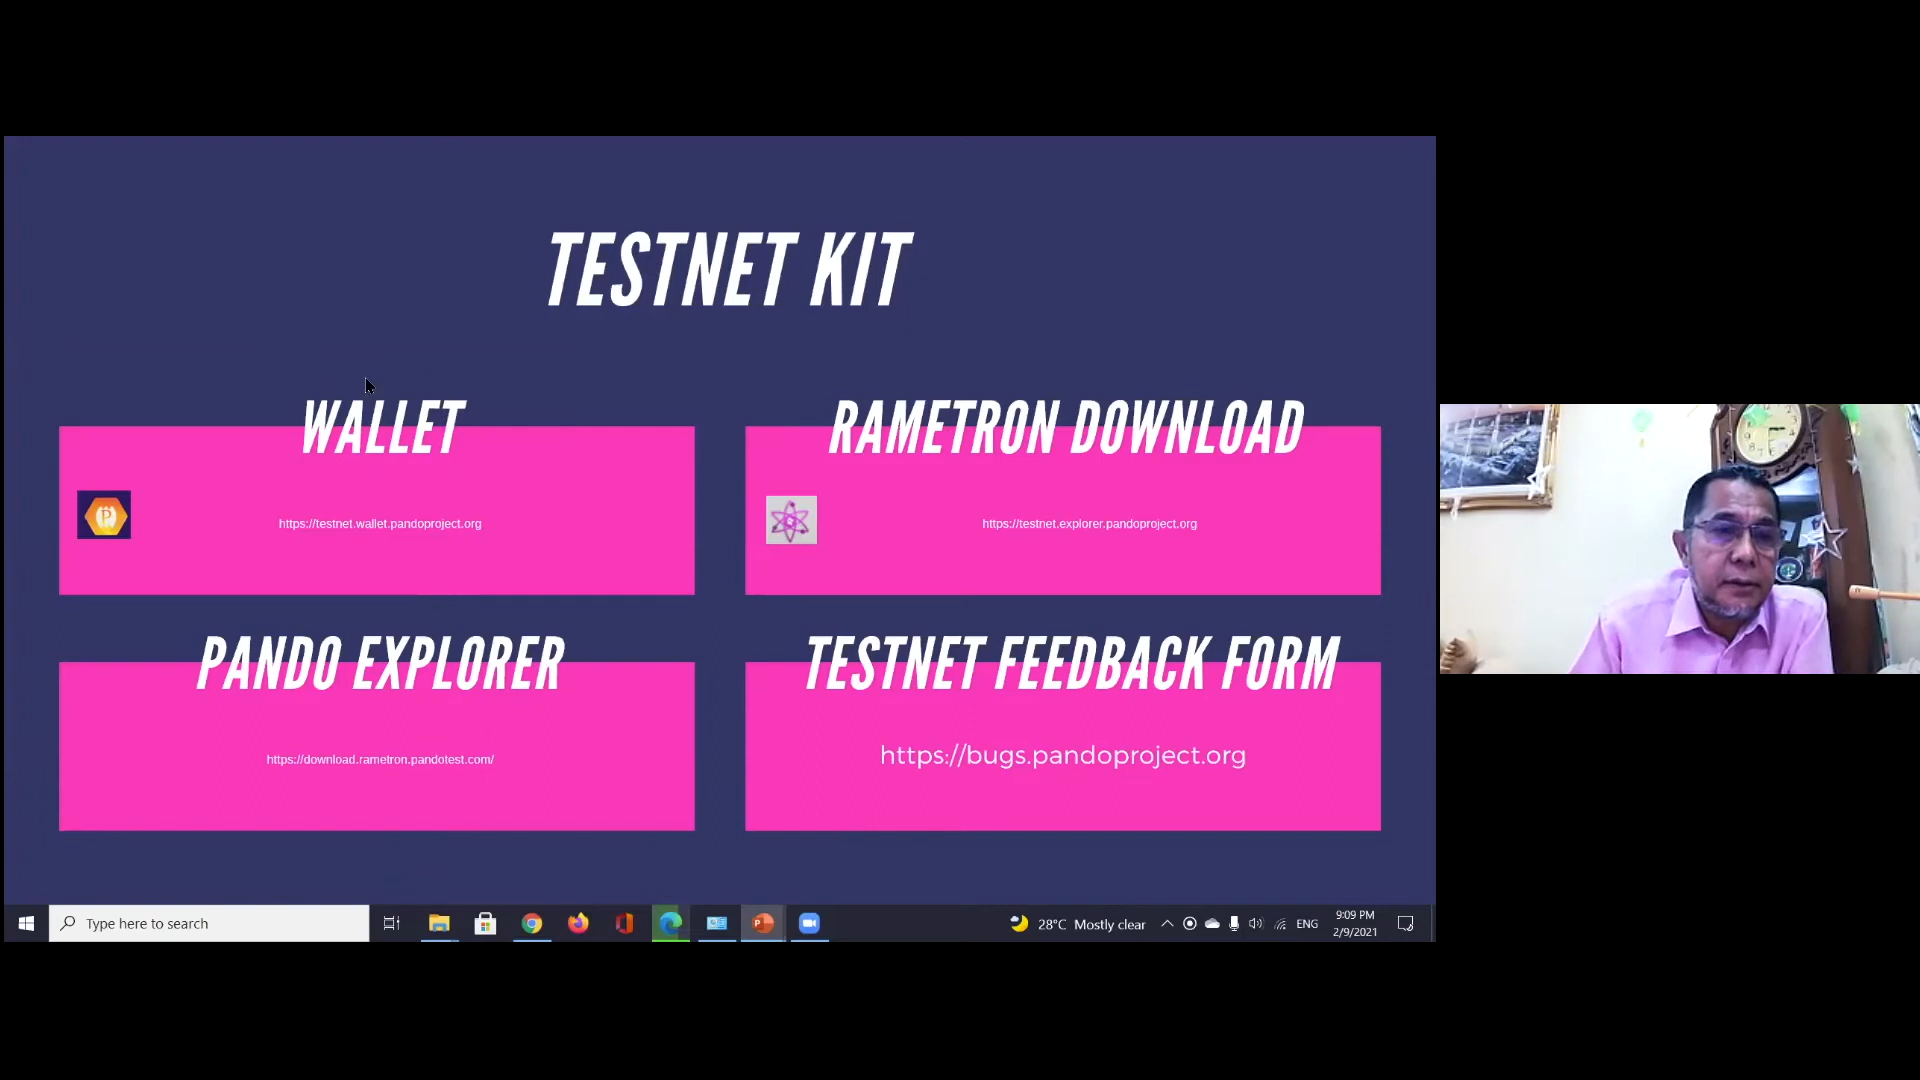 TESTNET KIT
WALLET
https://testnet.wallet.pandoproject.org
RAMETRON DOWNLOAD
https://testnet.explorer.pandoproject.org
PANDO EXPLORER
https://download.rametron.pandotest.com/
TESTNET FEEDBACK FORM
https://bugs.pandoproject.org
Type here to search
28°C Mostly clear
ENG
9:09 PM
2/9/2021